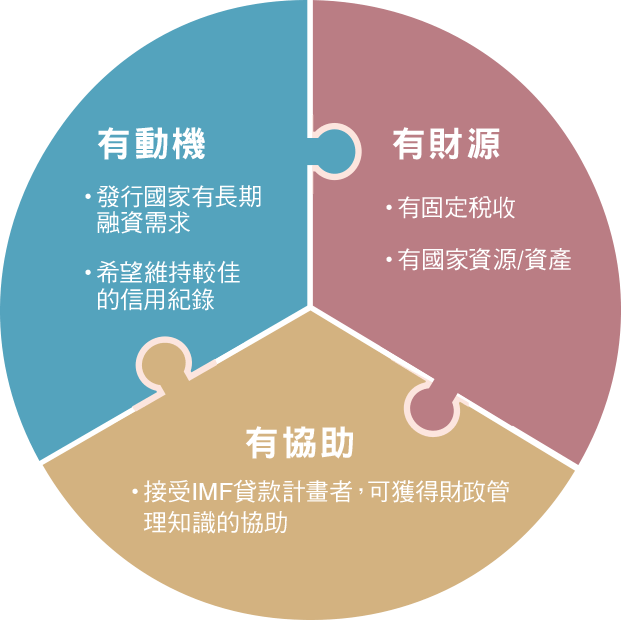 有動機
・發行國家有長期
融資需求
・希望維持較佳
的信用紀錄
有財源
・有固定稅收
・有國家資源/資產
有協助
・接受IMF貸款計畫者，可獲得財政管
理知識的協助